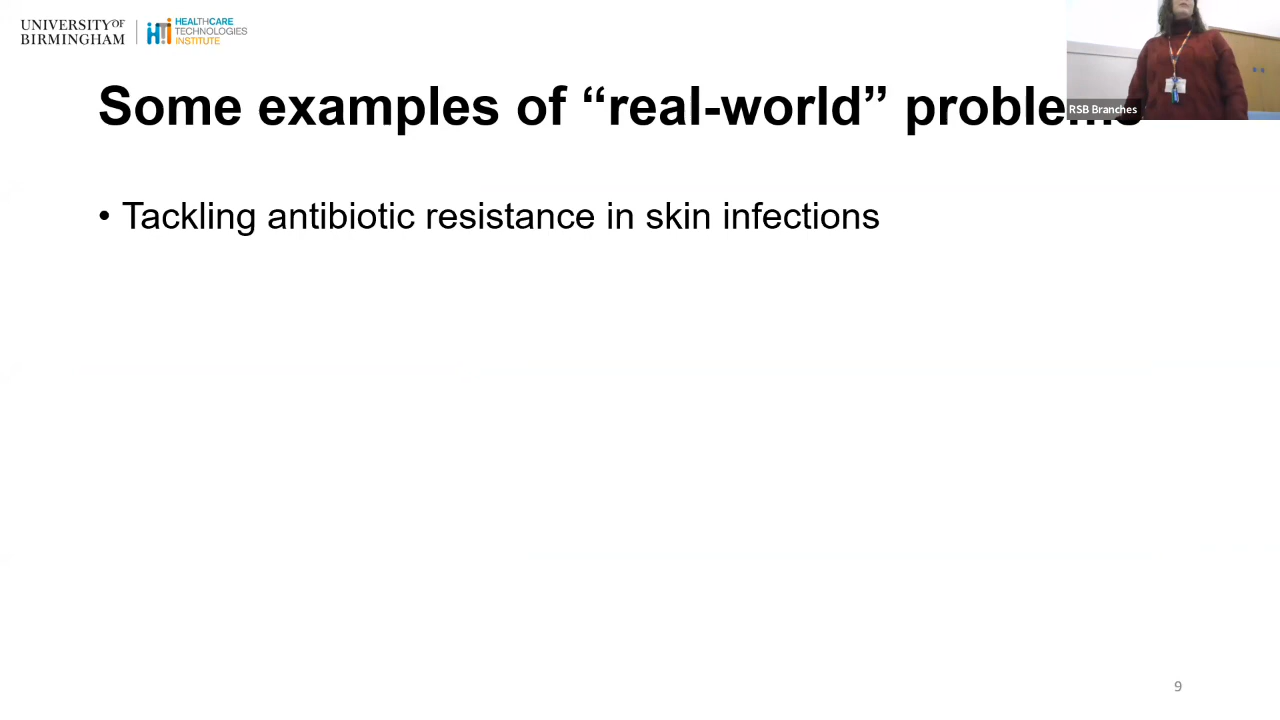 UNIVERSITY OF
BIRMINGHAM
HTI
HEALTHCARE
TECHNOLOGIES
INSTITUTE
Some examples of “real-world” problems
RSB Branches
• Tackling antibiotic resistance in skin infections
9